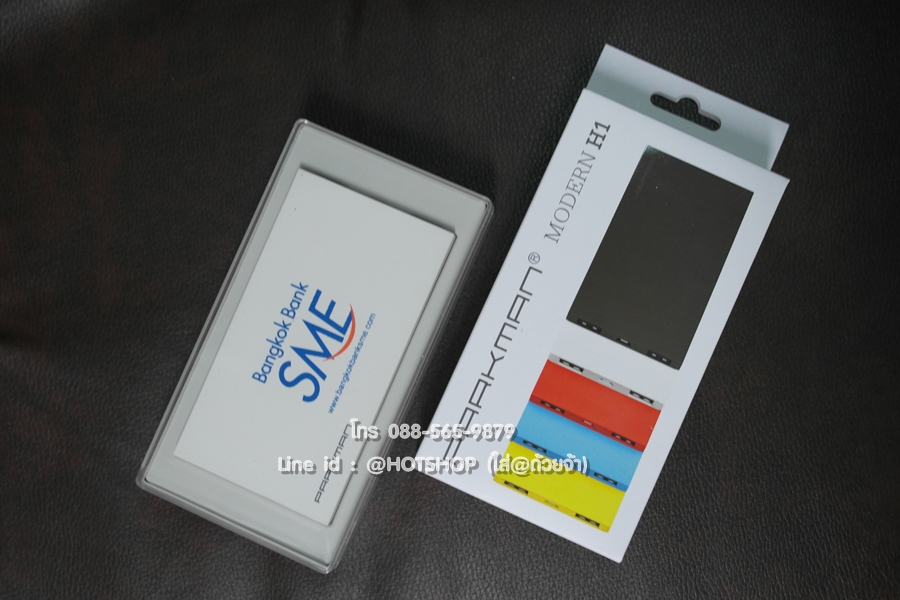 Bangkok Bank
SME
www.bangkokbanksme.com
PARKMAN
PARKMAN® MODERN H1
โทร 088-565-9879
Line id : @HOTSHOP (ใส่@ด้วยจ้า)